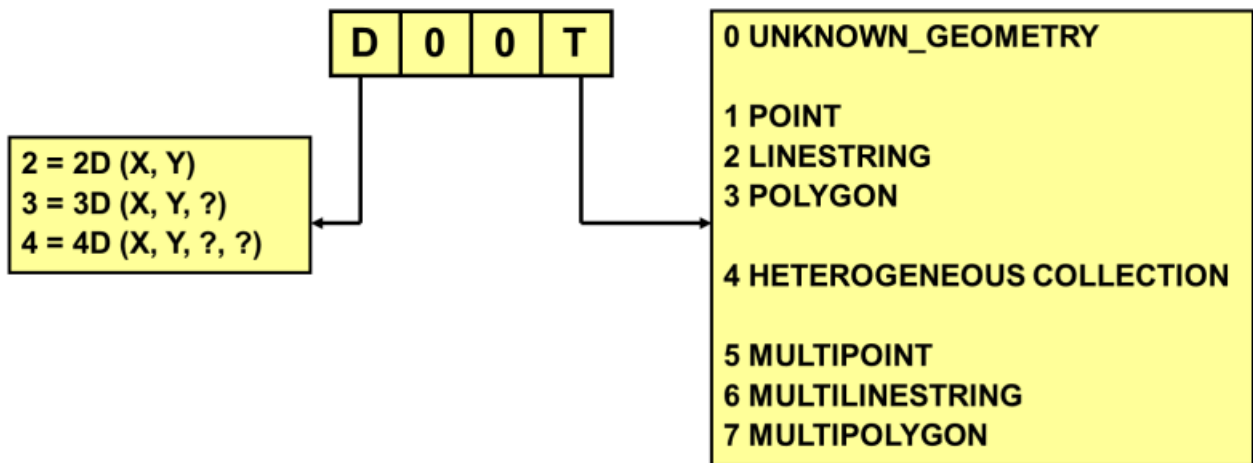 D 0 0 T
2 = 2D (X, Y)
3 = 3D (X, Y, ?)
4 = 4D (X, Y, ?, ?)
0 UNKNOWN_GEOMETRY
1 POINT
2 LINESTRING
3 POLYGON
4 HETEROGENEOUS COLLECTION
5 MULTIPOINT
6 MULTILINESTRING
7 MULTIPOLYGON